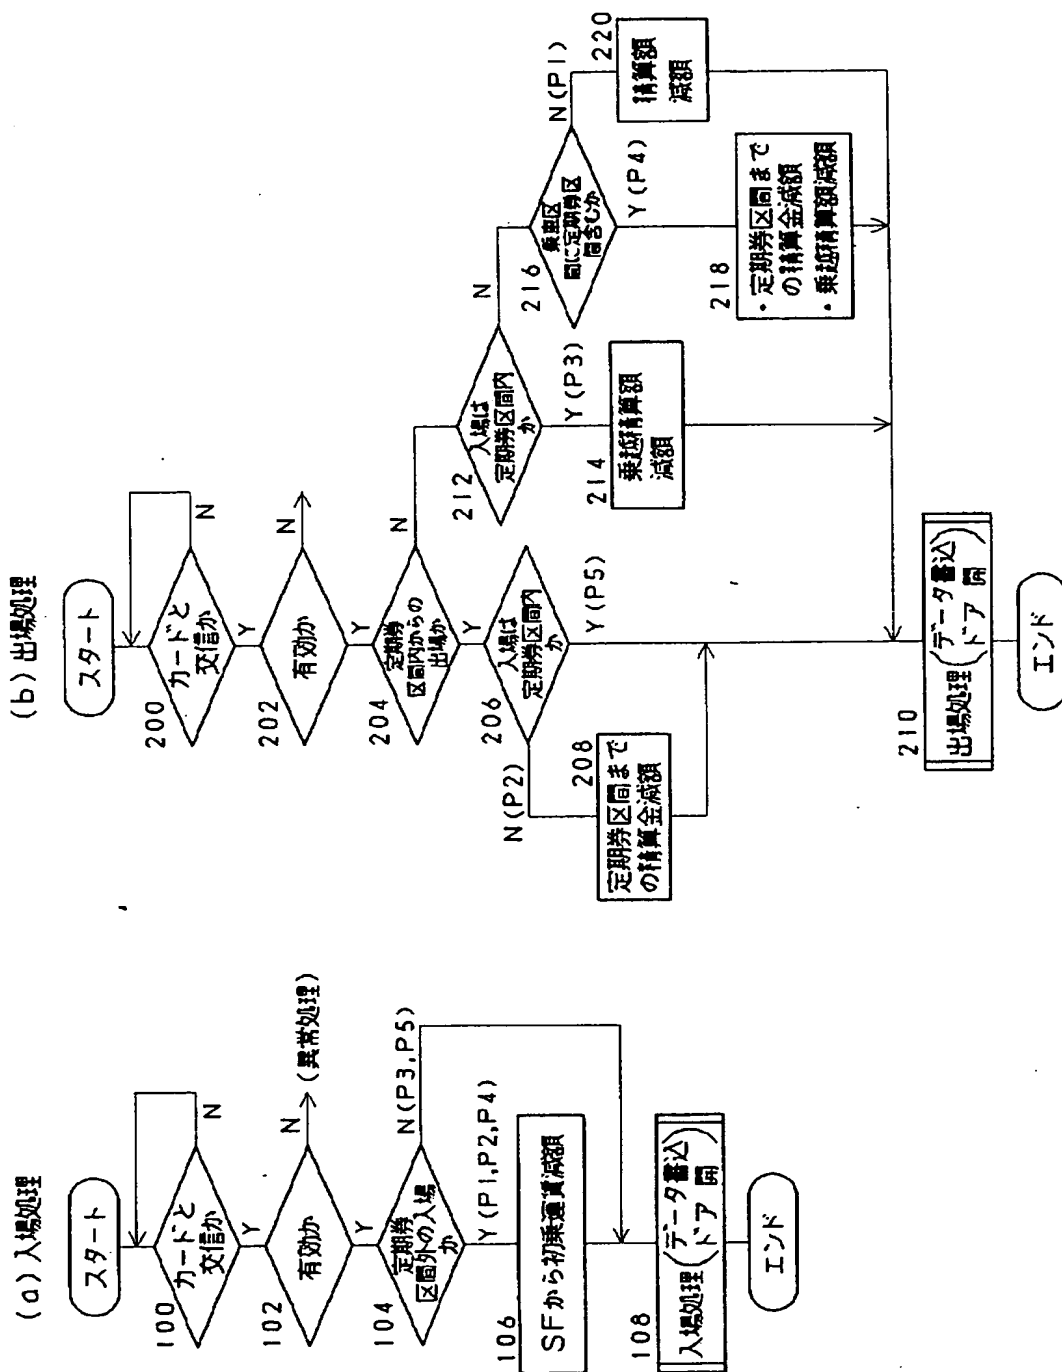 (a)入場処理
スタート
100
カードと
交信か
N
Y
102
有効か
N
(異常処理)
Y
104
定期券
区間外の入場
か
N(P3,P5)
Y(P1,P2,P4)
106
SFから初乗運賃減額
108
入場処理(データ書込
ドア 開)
エンド
(b)出場処理
スタート
200
カードと
交信か
N
Y
202
有効か
N
Y
204
定期券
区間内からの
出場か
N
Y
206
入場は
定期券区間内
か
N(P2)
Y(P5)
208
定期券区間まで
の精算金減額
212
入場は
定期券区間内
か
N
Y(P3)
214
乗越精算額
減額
216
乗車区
間に定期券区
間含むか
N(P1)
Y(P4)
218
・定期券区間まで
の精算金減額
・乗越精算額減額
220
精算額
減額
210
出場処理(データ書込
ドア 開)
エンド